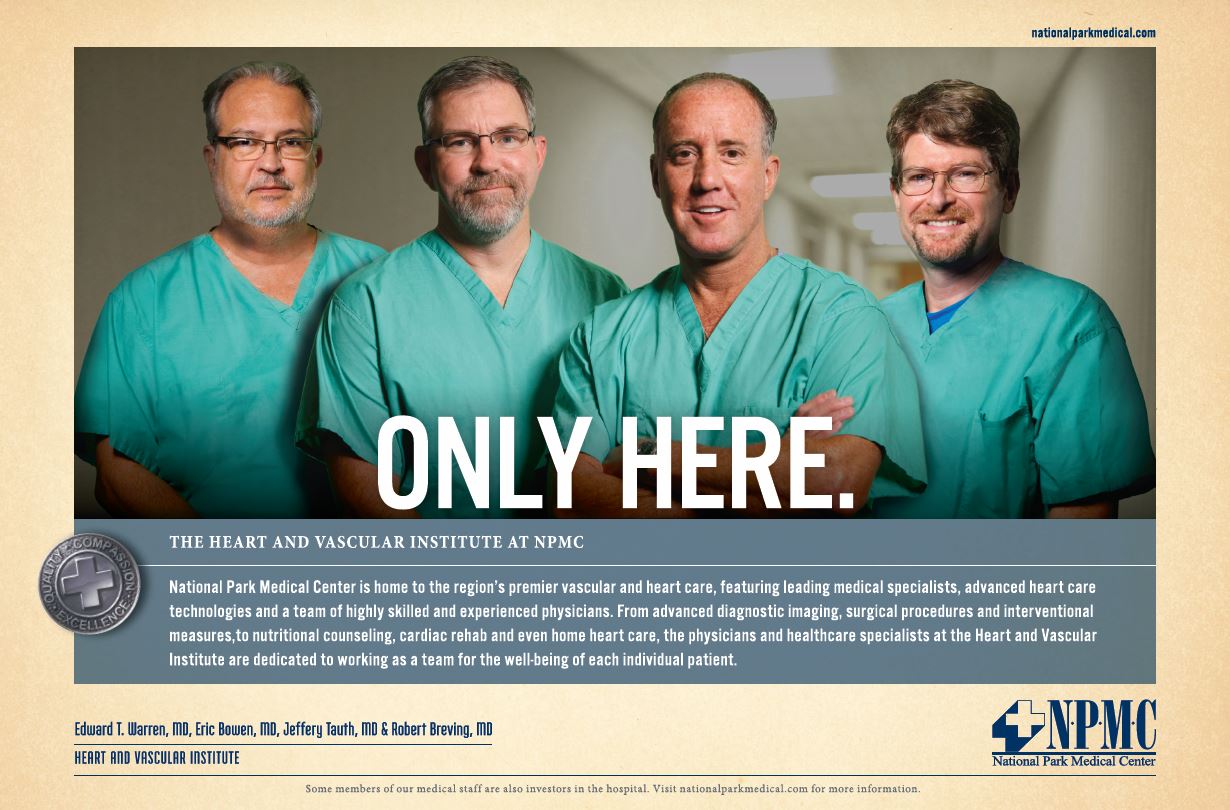 nationalparkmedical.com
ONLY HERE.
THE HEART AND VASCULAR INSTITUTE AT NPMC
QUALITY · COMPASSION · EXCELLENCE ·
National Park Medical Center is home to the region's premier vascular and heart care, featuring leading medical specialists, advanced heart care
technologies and a team of highly skilled and experienced physicians. From advanced diagnostic imaging, surgical procedures and interventional
measures,to nutritional counseling, cardiac rehab and even home heart care, the physicians and healthcare specialists at the Heart and Vascular
Institute are dedicated to working as a team for the well-being of each individual patient.
Edward T. Warren, MD, Eric Bowen, MD, Jeffery Tauth, MD & Robert Breving, MD
HEART AND VASCULAR INSTITUTE
N·P·M·C
National Park Medical Center
Some members of our medical staff are also investors in the hospital. Visit nationalparkmedical.com for more information.